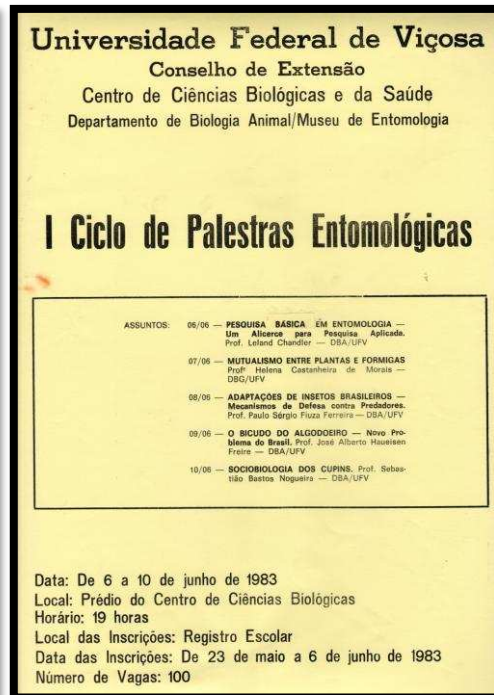 Universidade Federal de Viçosa
Conselho de Extensão
Centro de Ciências Biológicas e da Saúde
Departamento de Biologia Animal/Museu de Entomologia
I Ciclo de Palestras Entomológicas
ASSUNTOS: 06/06 — PESQUISA BÁSICA EM ENTOMOLOGIA —
Um Alicerce para Pesquisa Aplicada.
Prof. Leland Chandler — DBA/UFV
07/06 — MUTUALISMO ENTRE PLANTAS E FORMIGAS
Profª Helena Castanheira de Morais —
DBG/UFV
08/06 — ADAPTAÇÕES DE INSETOS BRASILEIROS —
Mecanismos de Defesa contra Predadores.
Prof. Paulo Sérgio Fiuza Ferreira — DBA/UFV
09/06 — O BICUDO DO ALGODOEIRO — Novo Pro-
blema do Brasil. Prof. José Alberto Haueisen
Freire — DBA/UFV
10/06 — SOCIOBIOLOGIA DOS CUPINS. Prof. Sebas-
tião Bastos Nogueira — DBA/UFV
Data: De 6 a 10 de junho de 1983
Local: Prédio do Centro de Ciências Biológicas
Horário: 19 horas
Local das Inscrições: Registro Escolar
Data das Inscrições: De 23 de maio a 6 de junho de 1983
Número de Vagas: 100